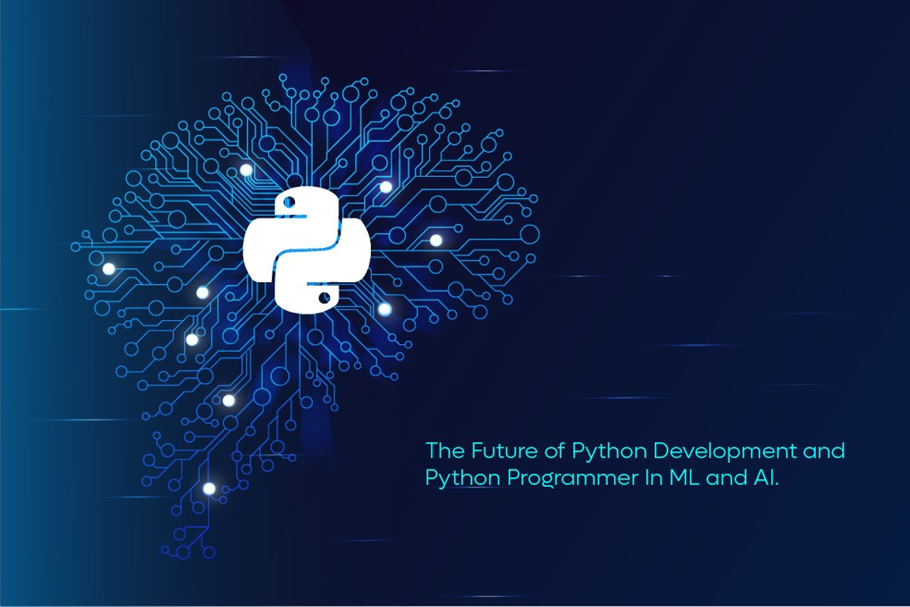 The Future of Python Development and
Python Programmer In ML and AI.